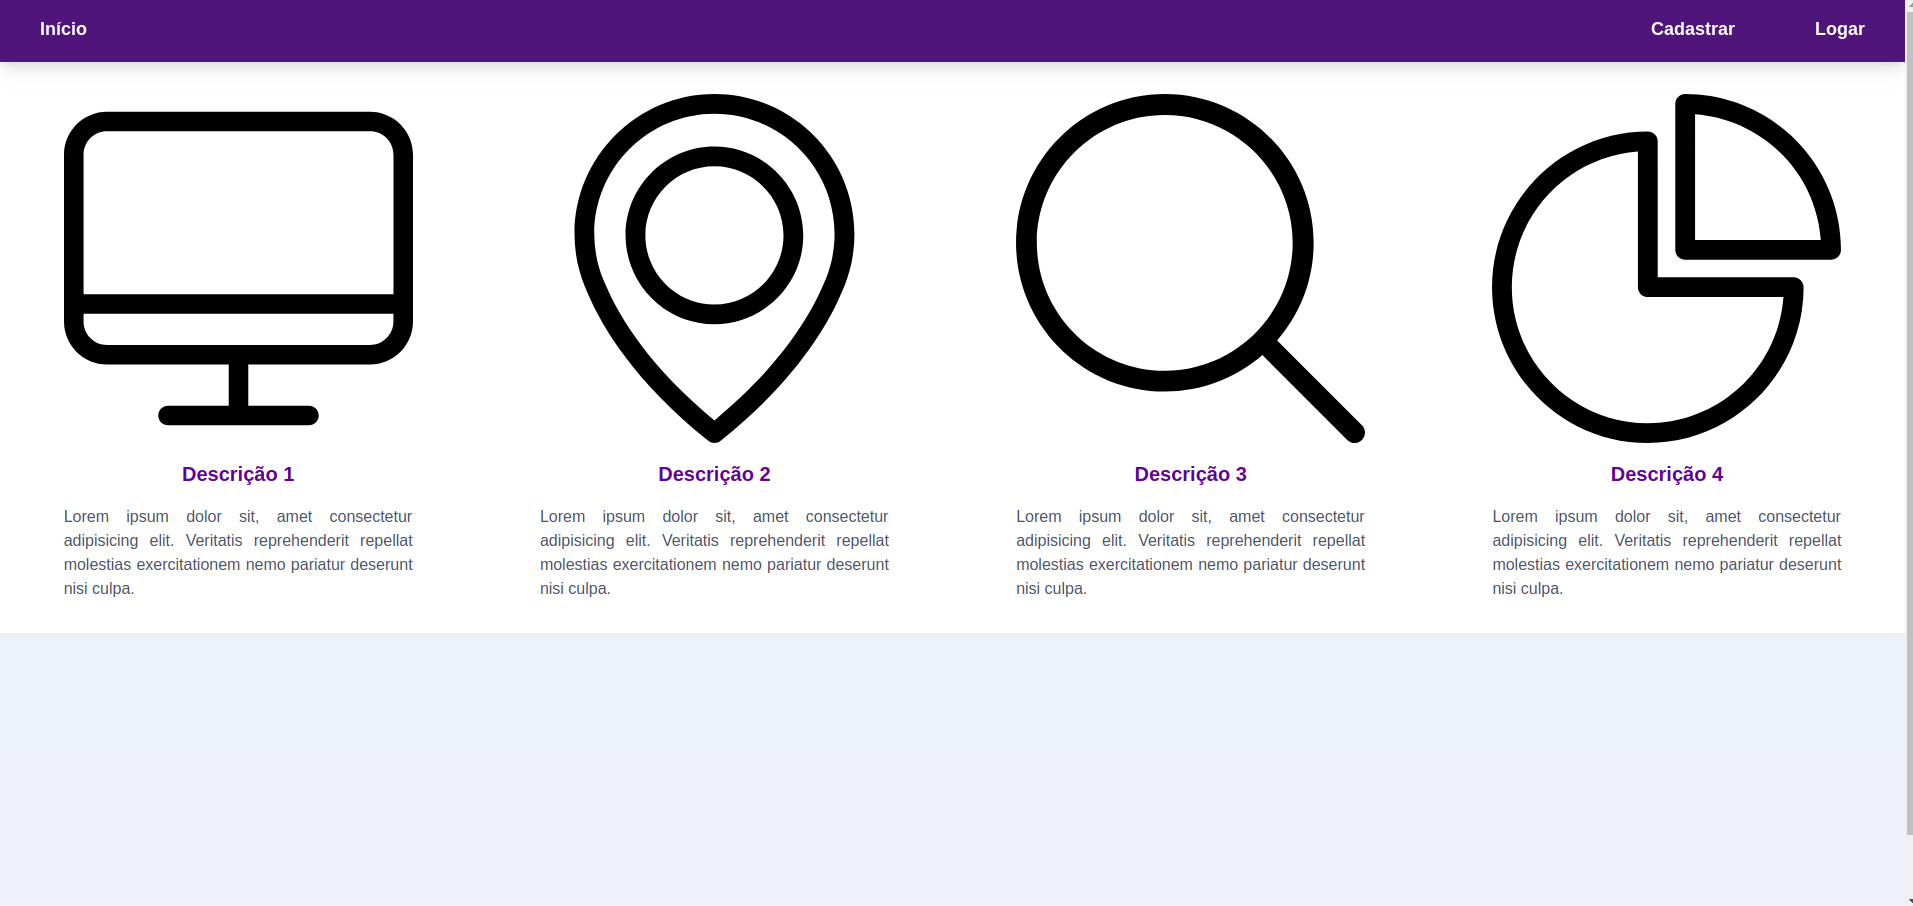 Início
Cadastrar
Logar
Descrição 1
Lorem ipsum dolor sit, amet consectetur
adipisicing elit. Veritatis reprehenderit repellat
molestias exercitationem nemo pariatur deserunt
nisi culpa.
Descrição 2
Lorem ipsum dolor sit, amet consectetur
adipisicing elit. Veritatis reprehenderit repellat
molestias exercitationem nemo pariatur deserunt
nisi culpa.
Descrição 3
Lorem ipsum dolor sit, amet consectetur
adipisicing elit. Veritatis reprehenderit repellat
molestias exercitationem nemo pariatur deserunt
nisi culpa.
Descrição 4
Lorem ipsum dolor sit, amet consectetur
adipisicing elit. Veritatis reprehenderit repellat
molestias exercitationem nemo pariatur deserunt
nisi culpa.